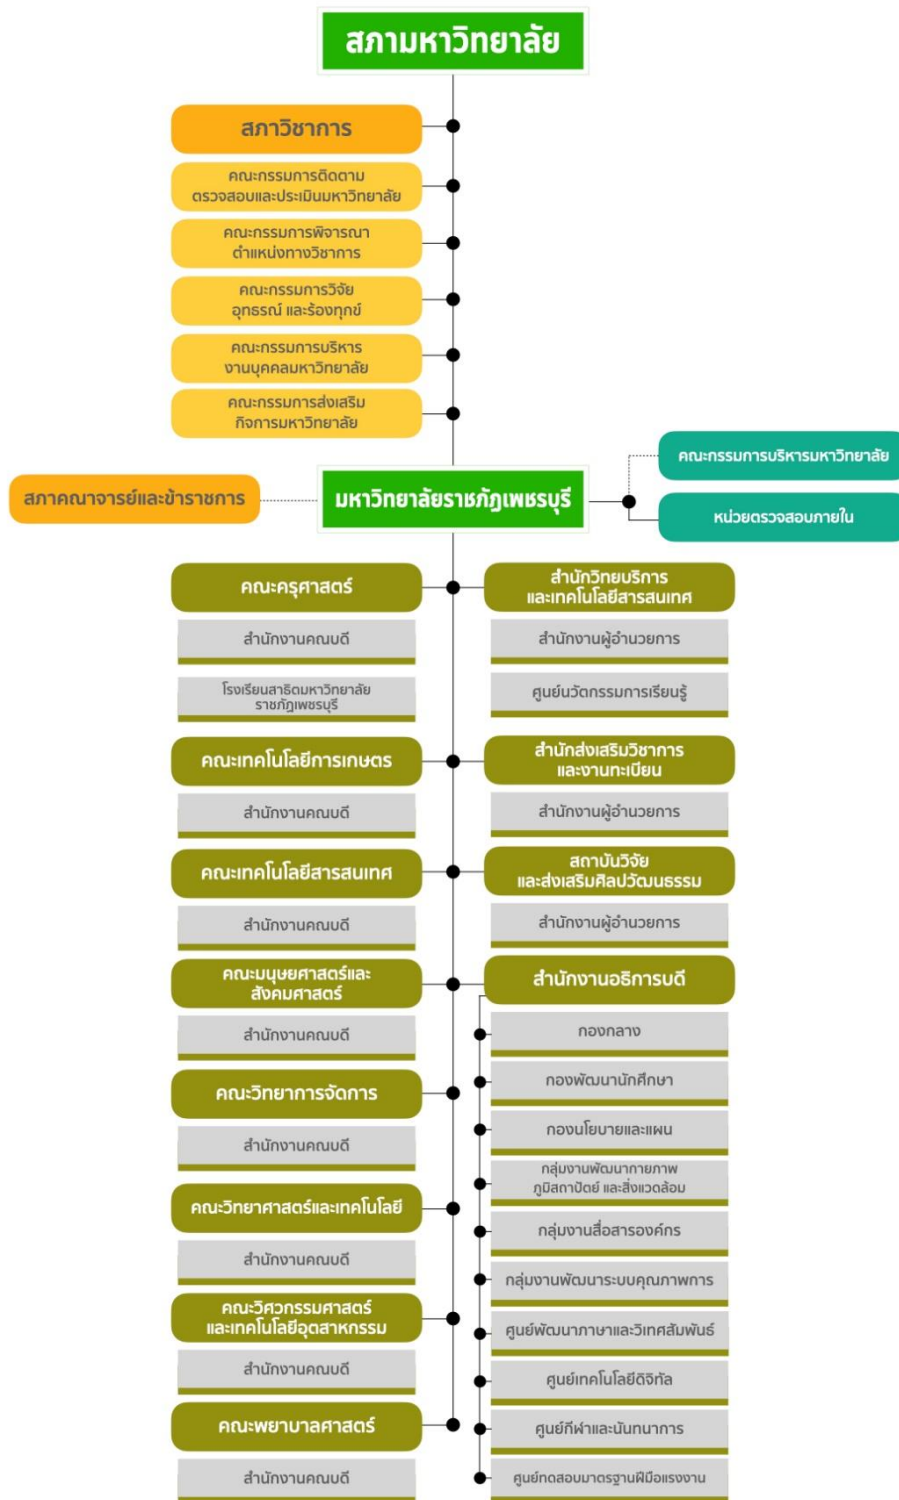 สภามหาวิทยาลัย
สภาวิชาการ
คณะกรรมการติดตาม
ตรวจสอบและประเมินมหาวิทยาลัย
คณะกรรมการพิจารณา
ตำแหน่งทางวิชาการ
คณะกรรมการวิจัย
อุทธรณ์ และร้องทุกข์
คณะกรรมการบริหาร
งานบุคคลมหาวิทยาลัย
คณะกรรมการส่งเสริม
กิจการมหาวิทยาลัย
สภาคณาจารย์และข้าราชการ
มหาวิทยาลัยราชภัฏเพชรบุรี
คณะกรรมการบริหารมหาวิทยาลัย
หน่วยตรวจสอบภายใน
คณะครุศาสตร์
สำนักงานคณบดี
โรงเรียนสาธิตมหาวิทยาลัย
ราชภัฏเพชรบุรี
คณะเทคโนโลยีการเกษตร
สำนักงานคณบดี
คณะเทคโนโลยีสารสนเทศ
สำนักงานคณบดี
คณะมนุษยศาสตร์และ
สังคมศาสตร์
สำนักงานคณบดี
คณะวิทยาการจัดการ
สำนักงานคณบดี
คณะวิทยาศาสตร์และเทคโนโลยี
สำนักงานคณบดี
คณะวิศวกรรมศาสตร์
และเทคโนโลยีอุตสาหกรรม
สำนักงานคณบดี
คณะพยาบาลศาสตร์
สำนักงานคณบดี
สำนักวิทยบริการ
และเทคโนโลยีสารสนเทศ
สำนักงานผู้อำนวยการ
ศูนย์นวัตกรรมการเรียนรู้
สำนักส่งเสริมวิชาการ
และงานทะเบียน
สำนักงานผู้อำนวยการ
สถาบันวิจัย
และส่งเสริมศิลปวัฒนธรรม
สำนักงานผู้อำนวยการ
สำนักงานอธิการบดี
กองกลาง
กองพัฒนานักศึกษา
กองนโยบายและแผน
กลุ่มงานพัฒนากายภาพ
ภูมิสถาปัตย์ และสิ่งแวดล้อม
กลุ่มงานสื่อสารองค์กร
กลุ่มงานพัฒนาระบบคุณภาพการ
ศูนย์พัฒนาภาษาและวิเทศสัมพันธ์
ศูนย์เทคโนโลยีดิจิทัล
ศูนย์กีฬาและนันทนาการ
ศูนย์ทดสอบมาตรฐานฝีมือแรงงาน